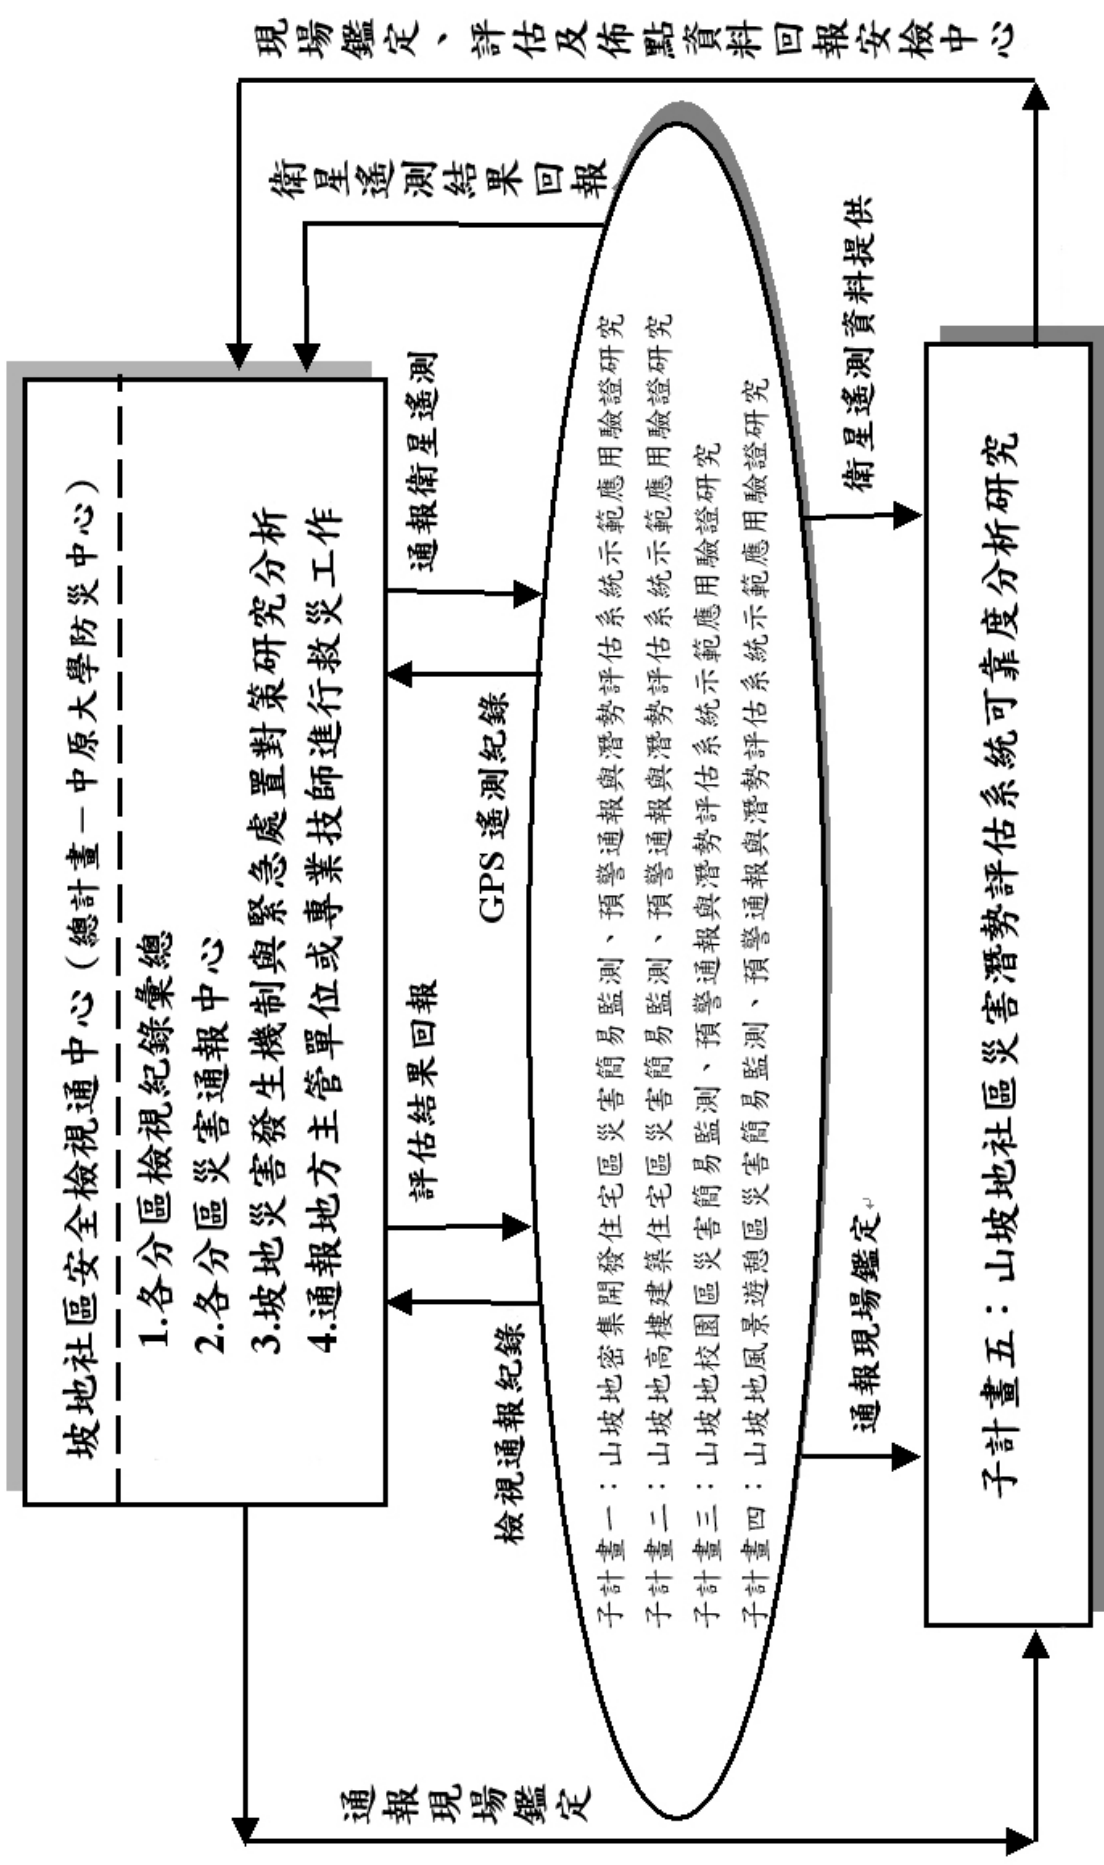 坡地社區安全檢視通中心（總計畫－中原大學防災中心）
1.各分區檢視紀錄彙總
2.各分區災害通報中心
3.坡地災害發生機制與緊急處置對策研究分析
4.通報地方主管單位或專業技師進行救災工作
通報現場鑑定
檢視通報紀錄
評估結果回報
GPS 遙測紀錄
通報衛星遙測
衛星遙測結果回報
現場鑑定、評估及佈點資料回報安檢中心
子計畫一：山坡地密集開發住宅區災害簡易監測、預警通報與潛勢評估系統示範應用驗證研究
子計畫二：山坡地高樓建築住宅區災害簡易監測、預警通報與潛勢評估系統示範應用驗證研究
子計畫三：山坡地校園區災害簡易監測、預警通報與潛勢評估系統示範應用驗證研究
子計畫四：山坡地風景遊憩區災害簡易監測、預警通報與潛勢評估系統示範應用驗證研究
通報現場鑑定
衛星遙測資料提供
子計畫五：山坡地社區災害潛勢評估系統可靠度分析研究